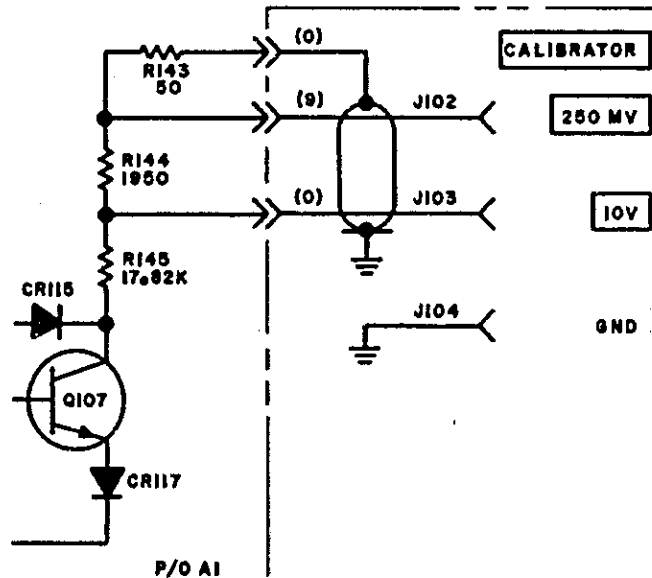 (0)
CALIBRATOR
R143
50
(9)
J102
250 MV
R144
1950
(0)
J103
10V
R145
17.82K
CR115
J104
GND
Q107
CR117
P/O A1